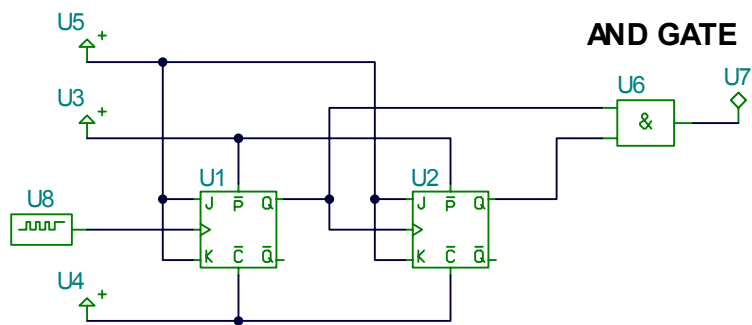 U5
+
AND GATE
U7
U3
+
U6
&
U1
U2
U8
J P̅ Q
J P̅ Q
K C̅ Q̅
K C̅ Q̅
U4
+